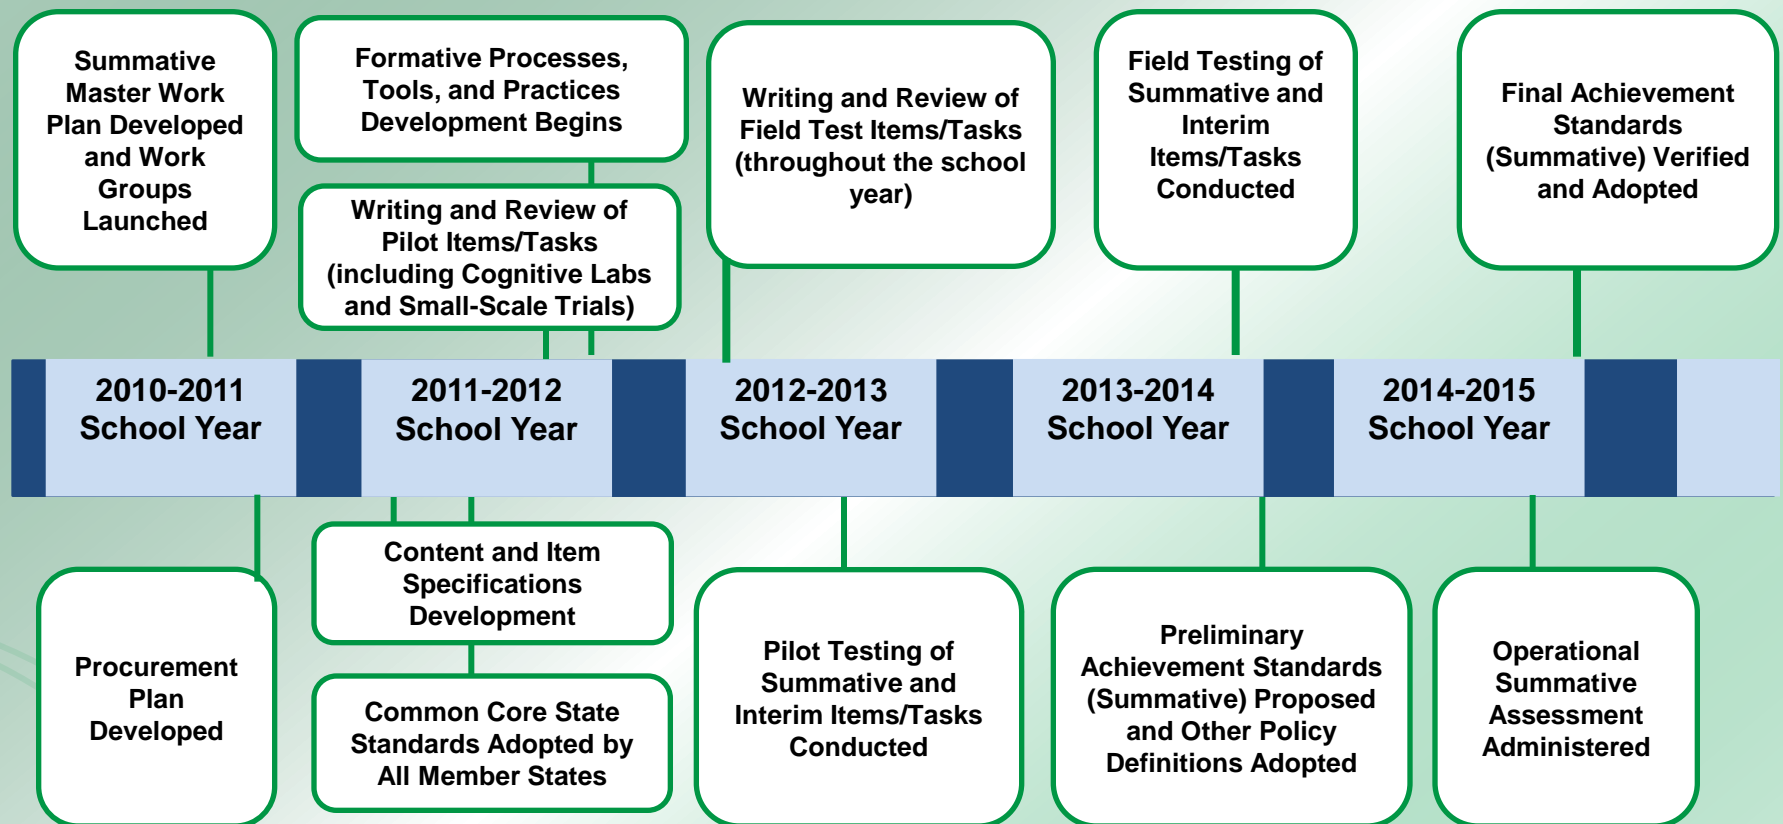 Summative
Master Work
Plan Developed
and Work
Groups
Launched
Formative Processes,
Tools, and Practices
Development Begins
Writing and Review of
Pilot Items/Tasks
(including Cognitive Labs
and Small-Scale Trials)
Writing and Review of
Field Test Items/Tasks
(throughout the school
year)
Field Testing of
Summative and
Interim
Items/Tasks
Conducted
Final Achievement
Standards
(Summative) Verified
and Adopted
2010-2011
School Year
2011-2012
School Year
2012-2013
School Year
2013-2014
School Year
2014-2015
School Year
Procurement
Plan
Developed
Content and Item
Specifications
Development
Common Core State
Standards Adopted by
All Member States
Pilot Testing of
Summative and
Interim Items/Tasks
Conducted
Preliminary
Achievement Standards
(Summative) Proposed
and Other Policy
Definitions Adopted
Operational
Summative
Assessment
Administered